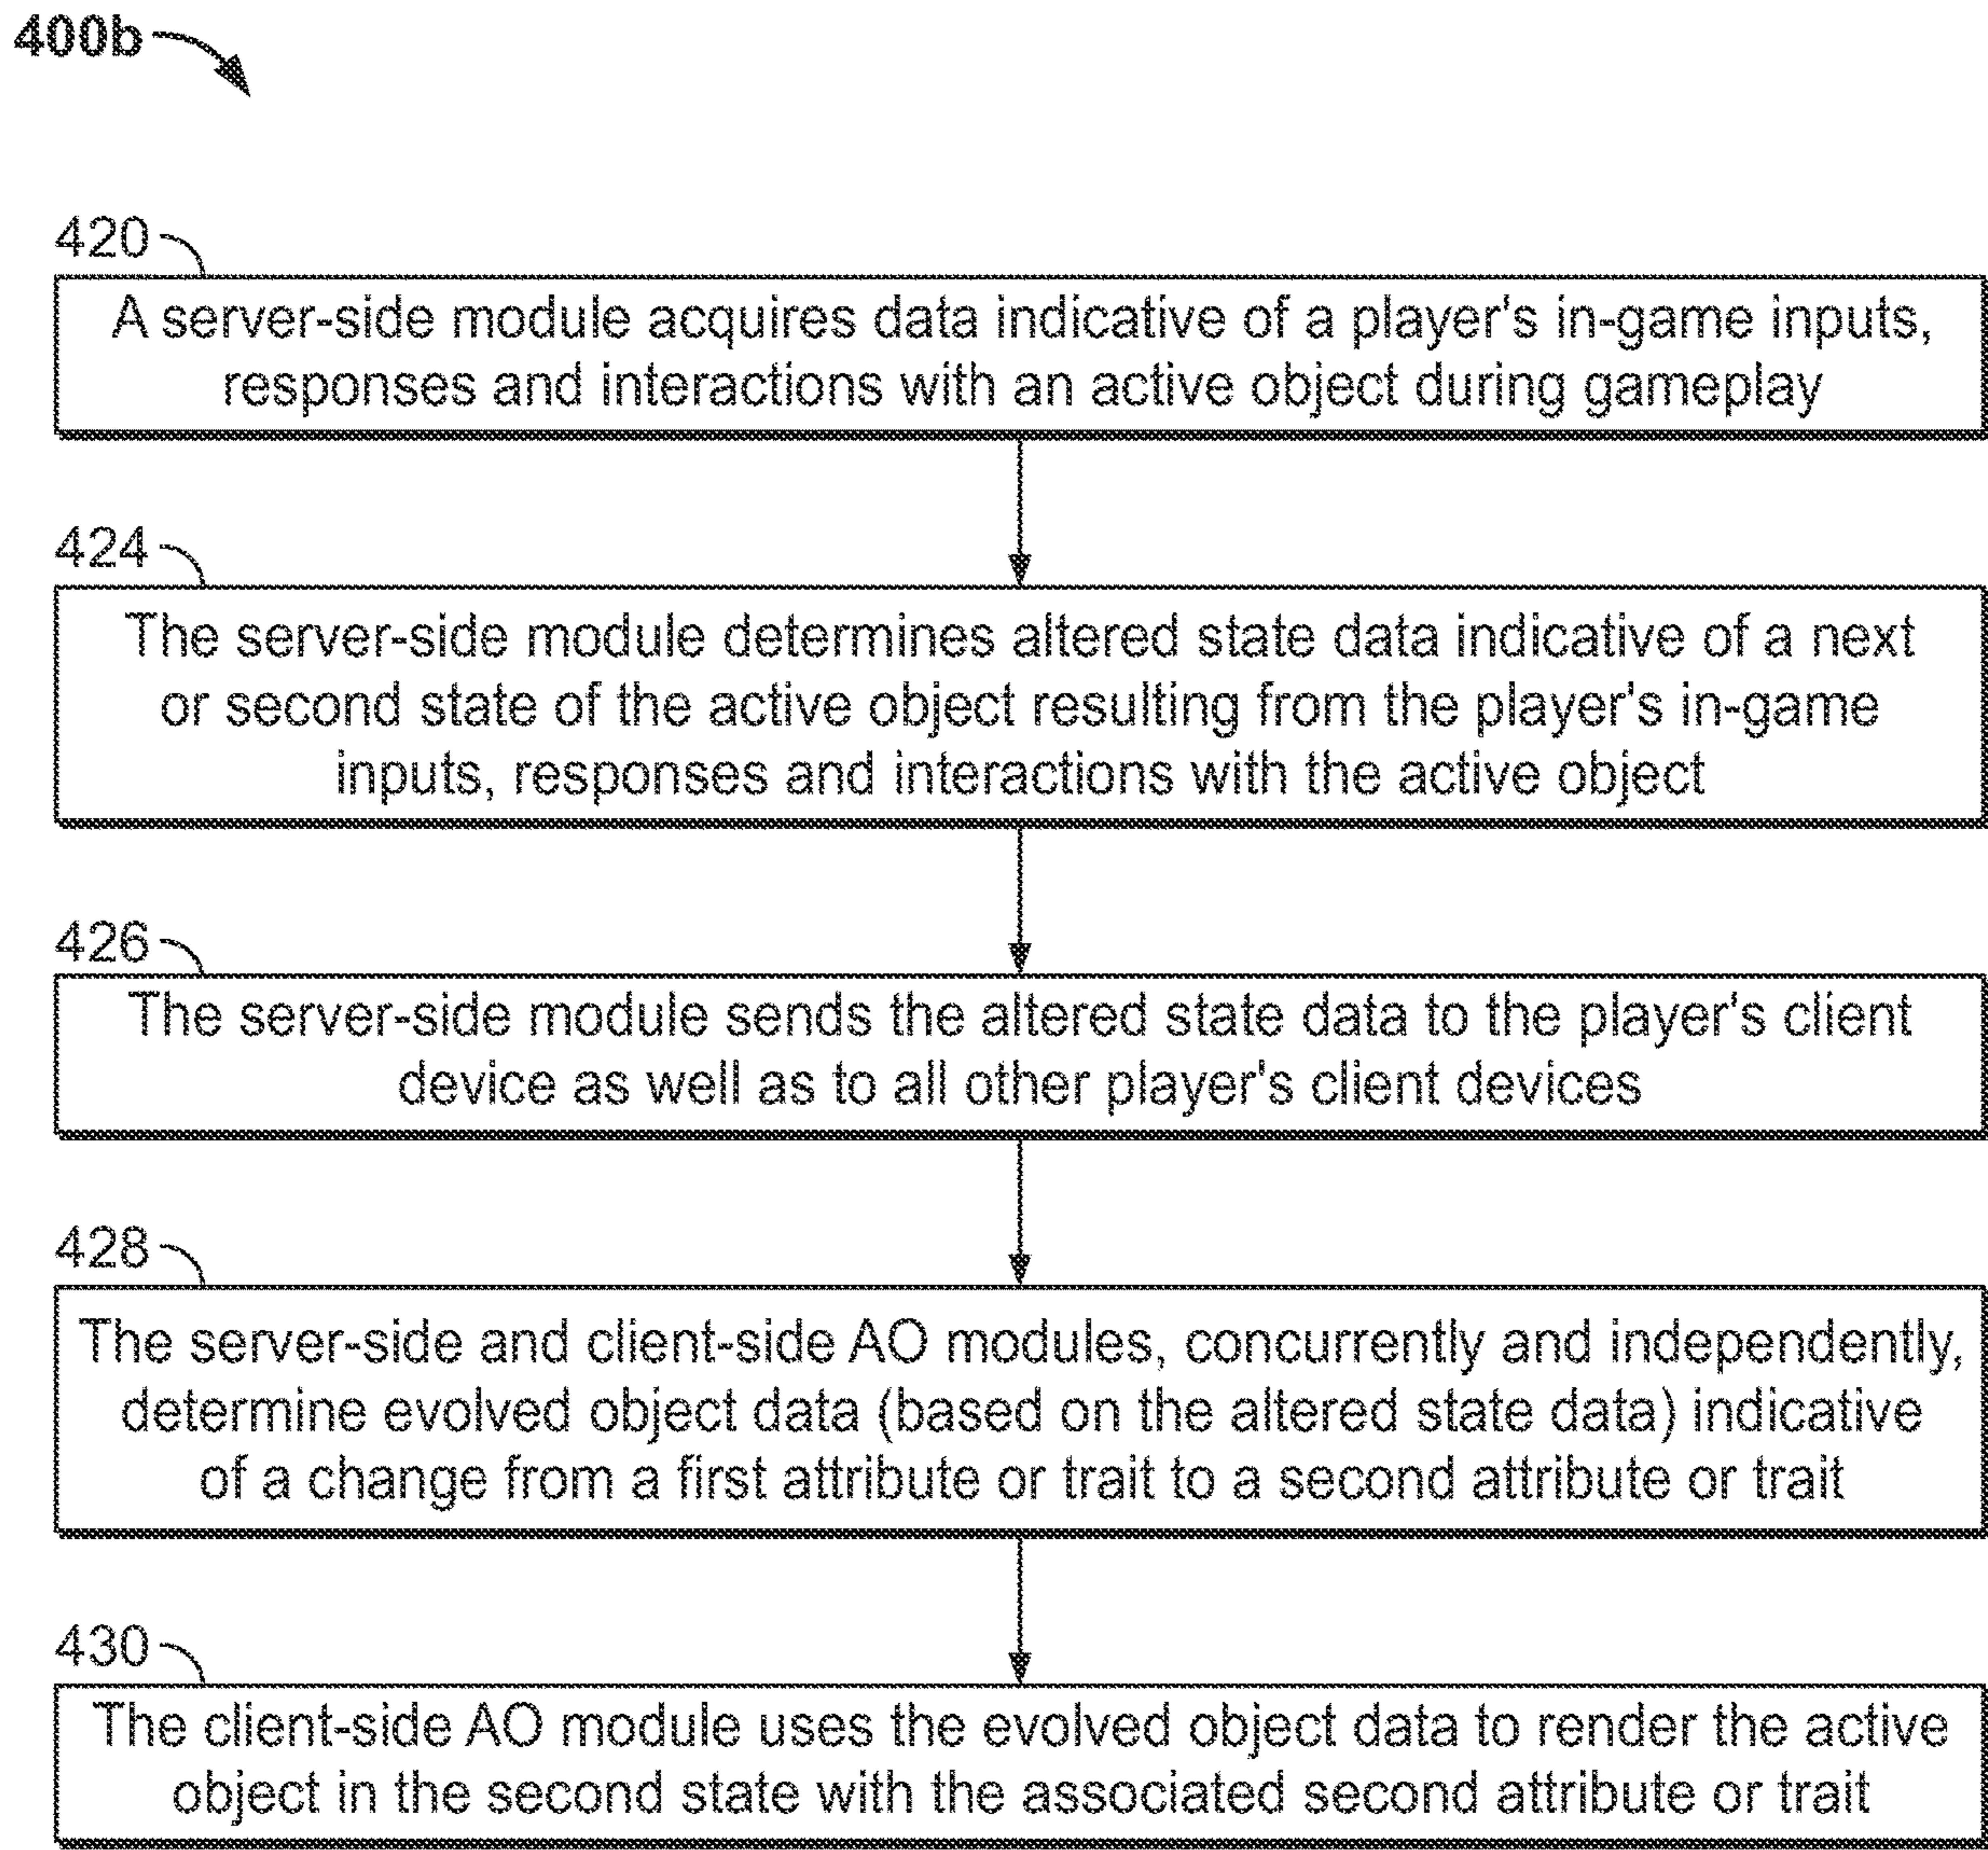 400b
420
A server-side module acquires data indicative of a player's in-game inputs,
responses and interactions with an active object during gameplay
424
The server-side module determines altered state data indicative of a next
or second state of the active object resulting from the player's in-game
inputs, responses and interactions with the active object
426
The server-side module sends the altered state data to the player's client
device as well as to all other player's client devices
428
The server-side and client-side AO modules, concurrently and independently,
determine evolved object data (based on the altered state data) indicative
of a change from a first attribute or trait to a second attribute or trait
430
The client-side AO module uses the evolved object data to render the active
object in the second state with the associated second attribute or trait